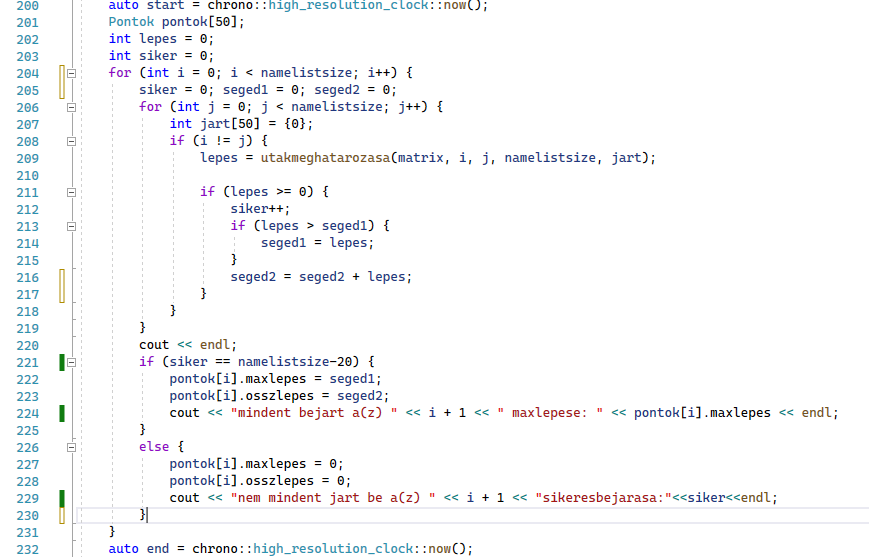 200 auto start = chrono::high_resolution_clock::now();
201 Pontok pontok[50];
202 int lepes = 0;
203 int siker = 0;
204 for (int i = 0; i < namelistsize; i++) {
205 siker = 0; seged1 = 0; seged2 = 0;
206 for (int j = 0; j < namelistsize; j++) {
207 int jart[50] = {0};
208 if (i != j) {
209 lepes = utakmeghatarozasa(matrix, i, j, namelistsize, jart);
210
211 if (lepes >= 0) {
212 siker++;
213 if (lepes > seged1) {
214 seged1 = lepes;
215 }
216 seged2 = seged2 + lepes;
217 }
218 }
219 }
220 cout << endl;
221 if (siker == namelistsize-20) {
222 pontok[i].maxlepes = seged1;
223 pontok[i].osszlepes = seged2;
224 cout << "mindent bejart a(z) " << i + 1 << " maxlepese: " << pontok[i].maxlepes << endl;
225 }
226 else {
227 pontok[i].maxlepes = 0;
228 pontok[i].osszlepes = 0;
229 cout << "nem mindent jart be a(z) " << i + 1 << "sikeresbejarasa:"<<siker<<endl;
230 }
231 }
232 auto end = chrono::high_resolution_clock::now();